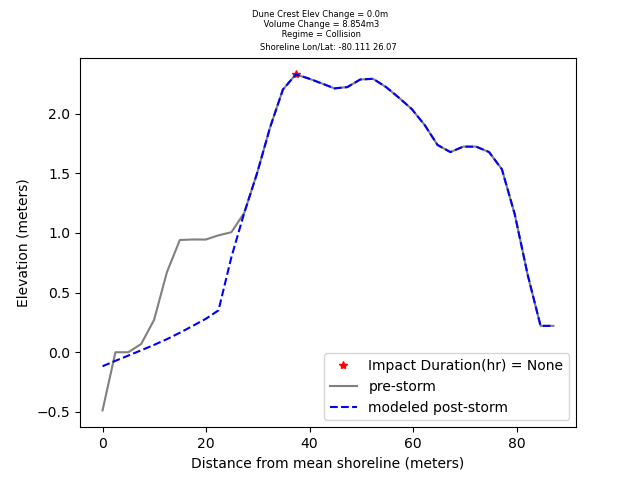 Dune Crest Elev Change = 0.0m
Volume Change = 8.854m3
Regime = Collision
Shoreline Lon/Lat: -80.111 26.07
Elevation (meters)
2.0
1.5
1.0
0.5
0.0
−0.5
Impact Duration(hr) = None
pre-storm
modeled post-storm
0 20 40 60 80
Distance from mean shoreline (meters)